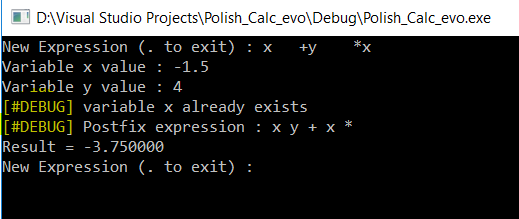 D:\Visual Studio Projects\Polish_Calc_evo\Debug\Polish_Calc_evo.exe
New Expression (. to exit) : x   +y    *x
Variable x value : -1.5
Variable y value : 4
[#DEBUG] variable x already exists
[#DEBUG] Postfix expression : x y + x *
Result = -3.750000
New Expression (. to exit) :